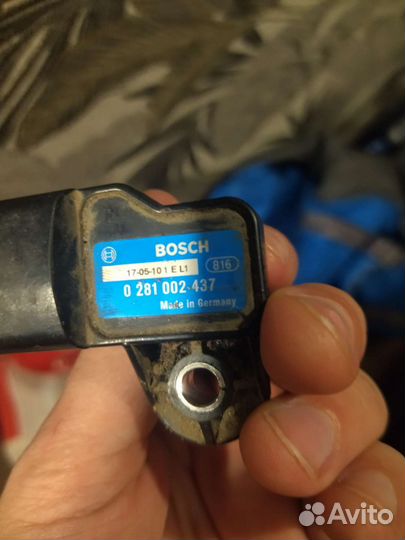 BOSCH
17-05-10 1 E L1
816
0 281 002-437
Made in Germany
Avito